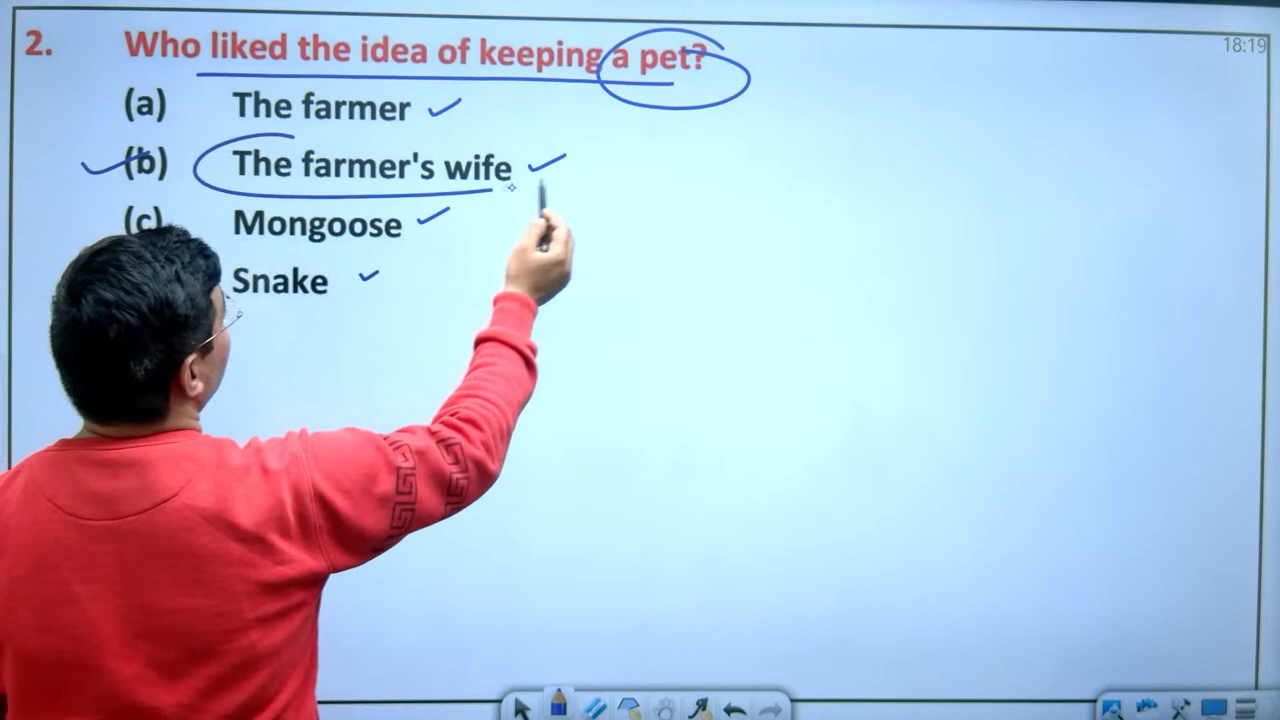 2. Who liked the idea of keeping a pet?
18:19
(a) The farmer
(b) The farmer's wife
(c) Mongoose
Snake